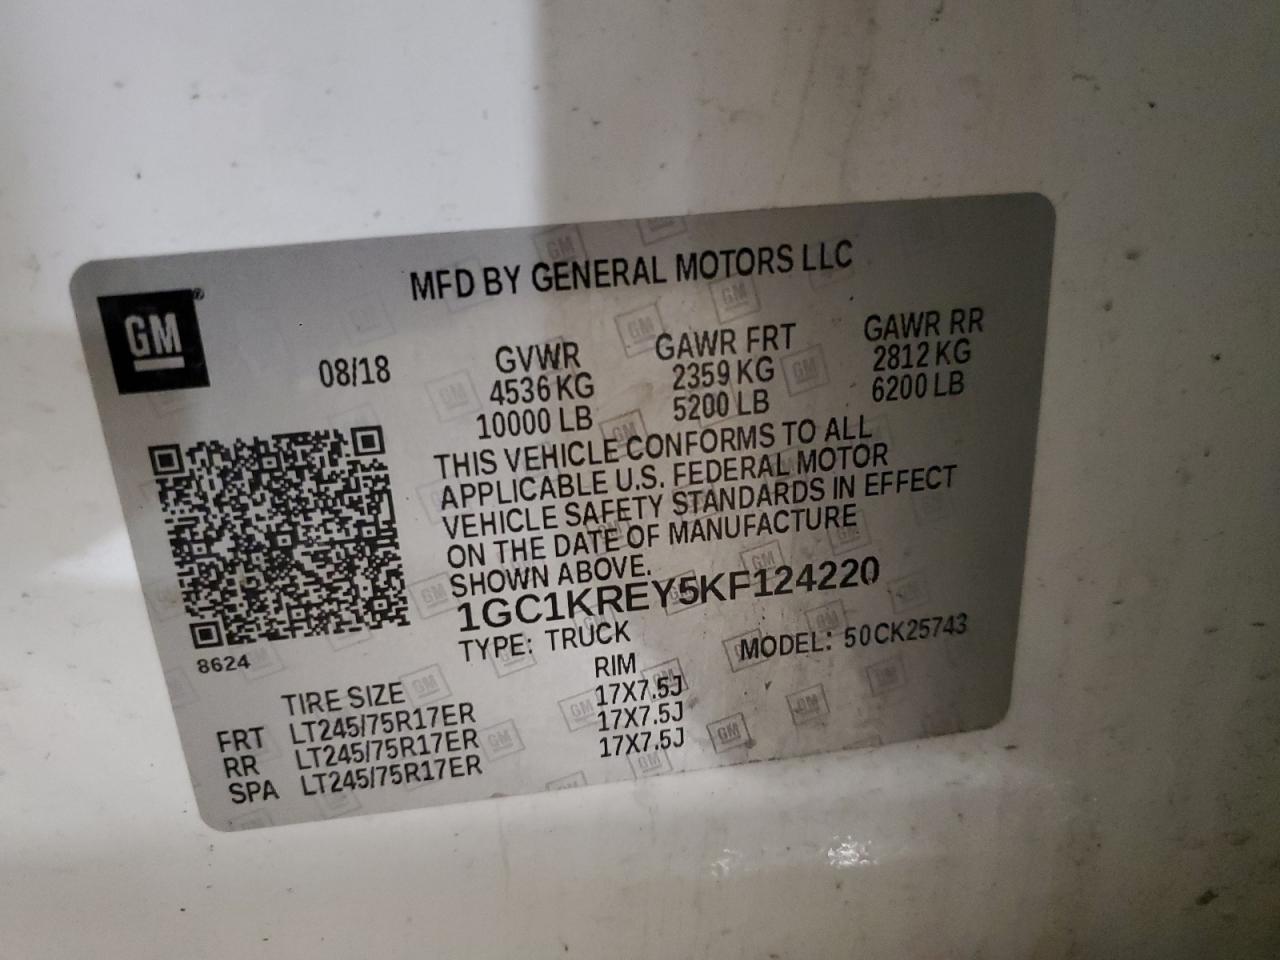 MFD BY GENERAL MOTORS LLC
GM
08/18
GVWR GAWR FRT GAWR RR
4536 KG 2359 KG 2812 KG
10000 LB 5200 LB 6200 LB
THIS VEHICLE CONFORMS TO ALL
APPLICABLE U.S. FEDERAL MOTOR
VEHICLE SAFETY STANDARDS IN EFFECT
ON THE DATE OF MANUFACTURE
SHOWN ABOVE.
1GC1KREY5KF124220
8624
TYPE: TRUCK MODEL: 50CK25743
TIRE SIZE RIM
FRT LT245/75R17ER 17X7.5J
RR LT245/75R17ER 17X7.5J
SPA LT245/75R17ER 17X7.5J